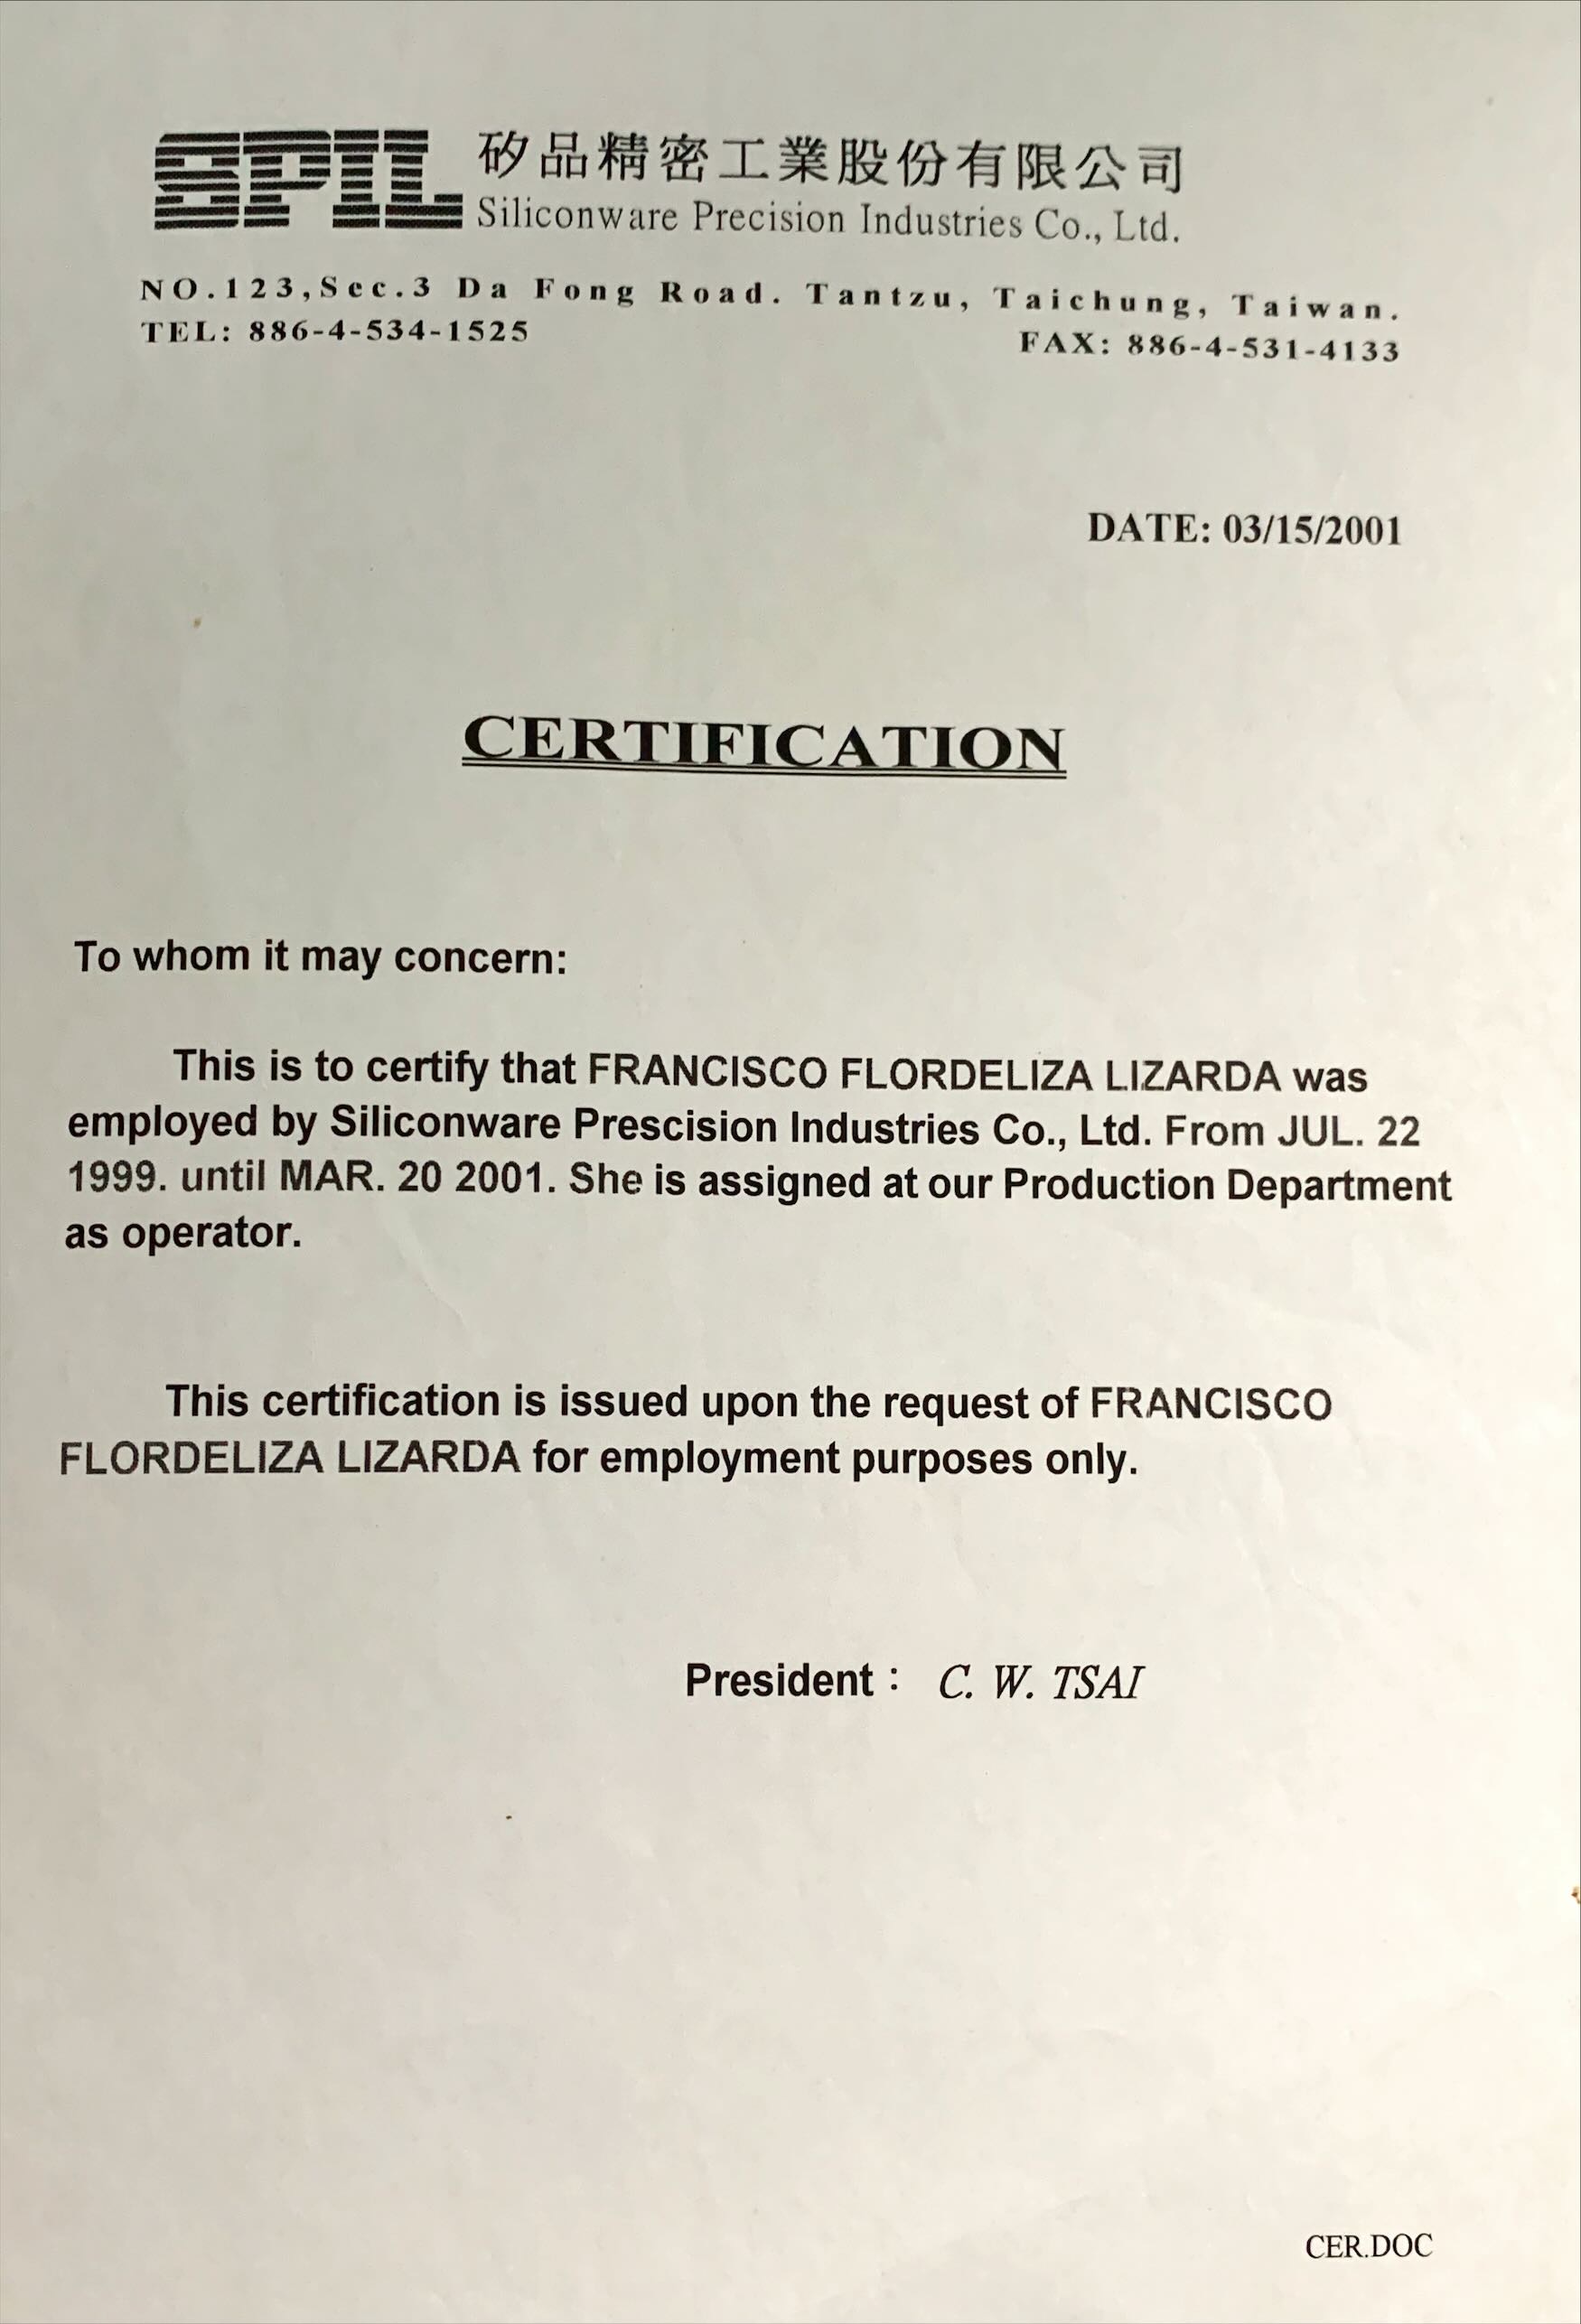 SPIL 矽品精密工業股份有限公司
Siliconware Precision Industries Co., Ltd.
NO.123,Sec.3 Da Fong Road. Tantzu, Taichung, Taiwan.
TEL: 886-4-534-1525 FAX: 886-4-531-4133
DATE: 03/15/2001
CERTIFICATION
To whom it may concern:
This is to certify that FRANCISCO FLORDELIZA LIZARDA was
employed by Siliconware Prescision Industries Co., Ltd. From JUL. 22
1999. until MAR. 20 2001. She is assigned at our Production Department
as operator.
This certification is issued upon the request of FRANCISCO
FLORDELIZA LIZARDA for employment purposes only.
President： C. W. TSAI
CER.DOC